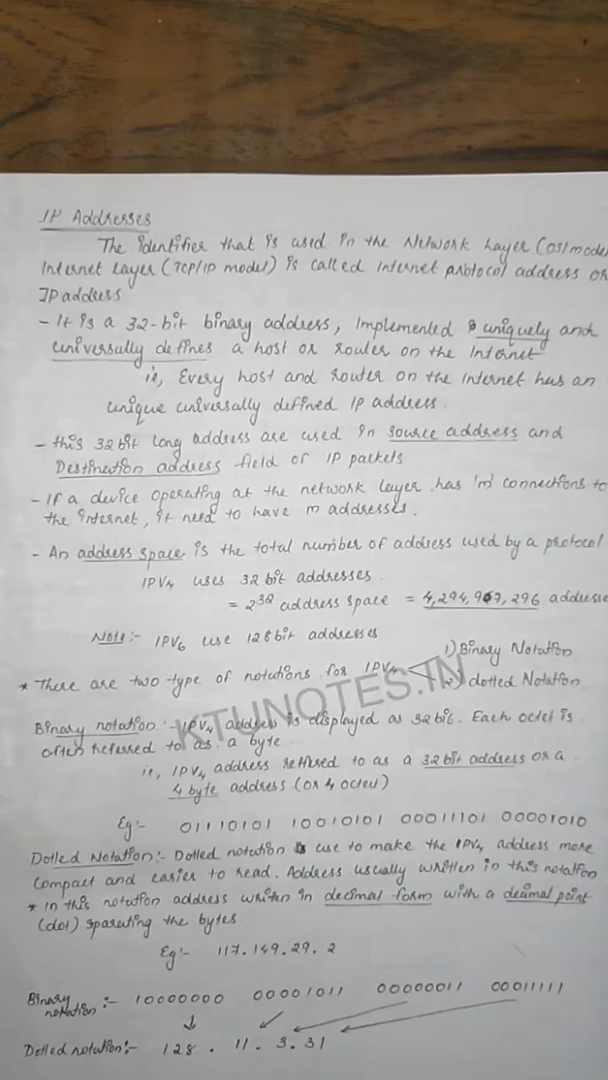 IP Addresses
The identifier that is used in the Network Layer (OSI model
Internet Layer (TCP/IP model) is called Internet protocol address or
IP address
- It is a 32-bit binary address, implemented uniquely and
universally defines a host or router on the Internet
ie, Every host and router on the internet has an
unique universally defined IP address.
- this 32 bit long address are used in source address and
Destination address field of IP packets
- If a device operating at the network layer has 'm' connections to
the internet, it need to have m addresses.
- An address space is the total number of address used by a protocol
IPV4 uses 32 bit addresses.
= 2^32 address space = 4,294,967,296 addresse
Note:- IPV6 use 128 bit addresses
1) Binary Notation
* There are two type of notations for IPV4
2) dotted Notation
KTUNOTES.IN
Binary notation: IPV4 address is displayed as 32 bit. Each octet is
often referred to as a byte
ie, IPV4 address reffused to as a 32 bit address or a
4 byte address (or 4 octet)
Eg:- 01110101 10010101 00011101 00001010
Dotted Notation:- Dotted notation use to make the IPV4 address more
compact and easier to read. Address usually written in this notation
* in this notation address written in decimal form with a decimal point
(dot) sparating the bytes
Eg:- 117.149.29.2
Binary notation:- 10000000 00001011 00000011 00011111
Dotted notation:- 128 . 11 . 3 . 31